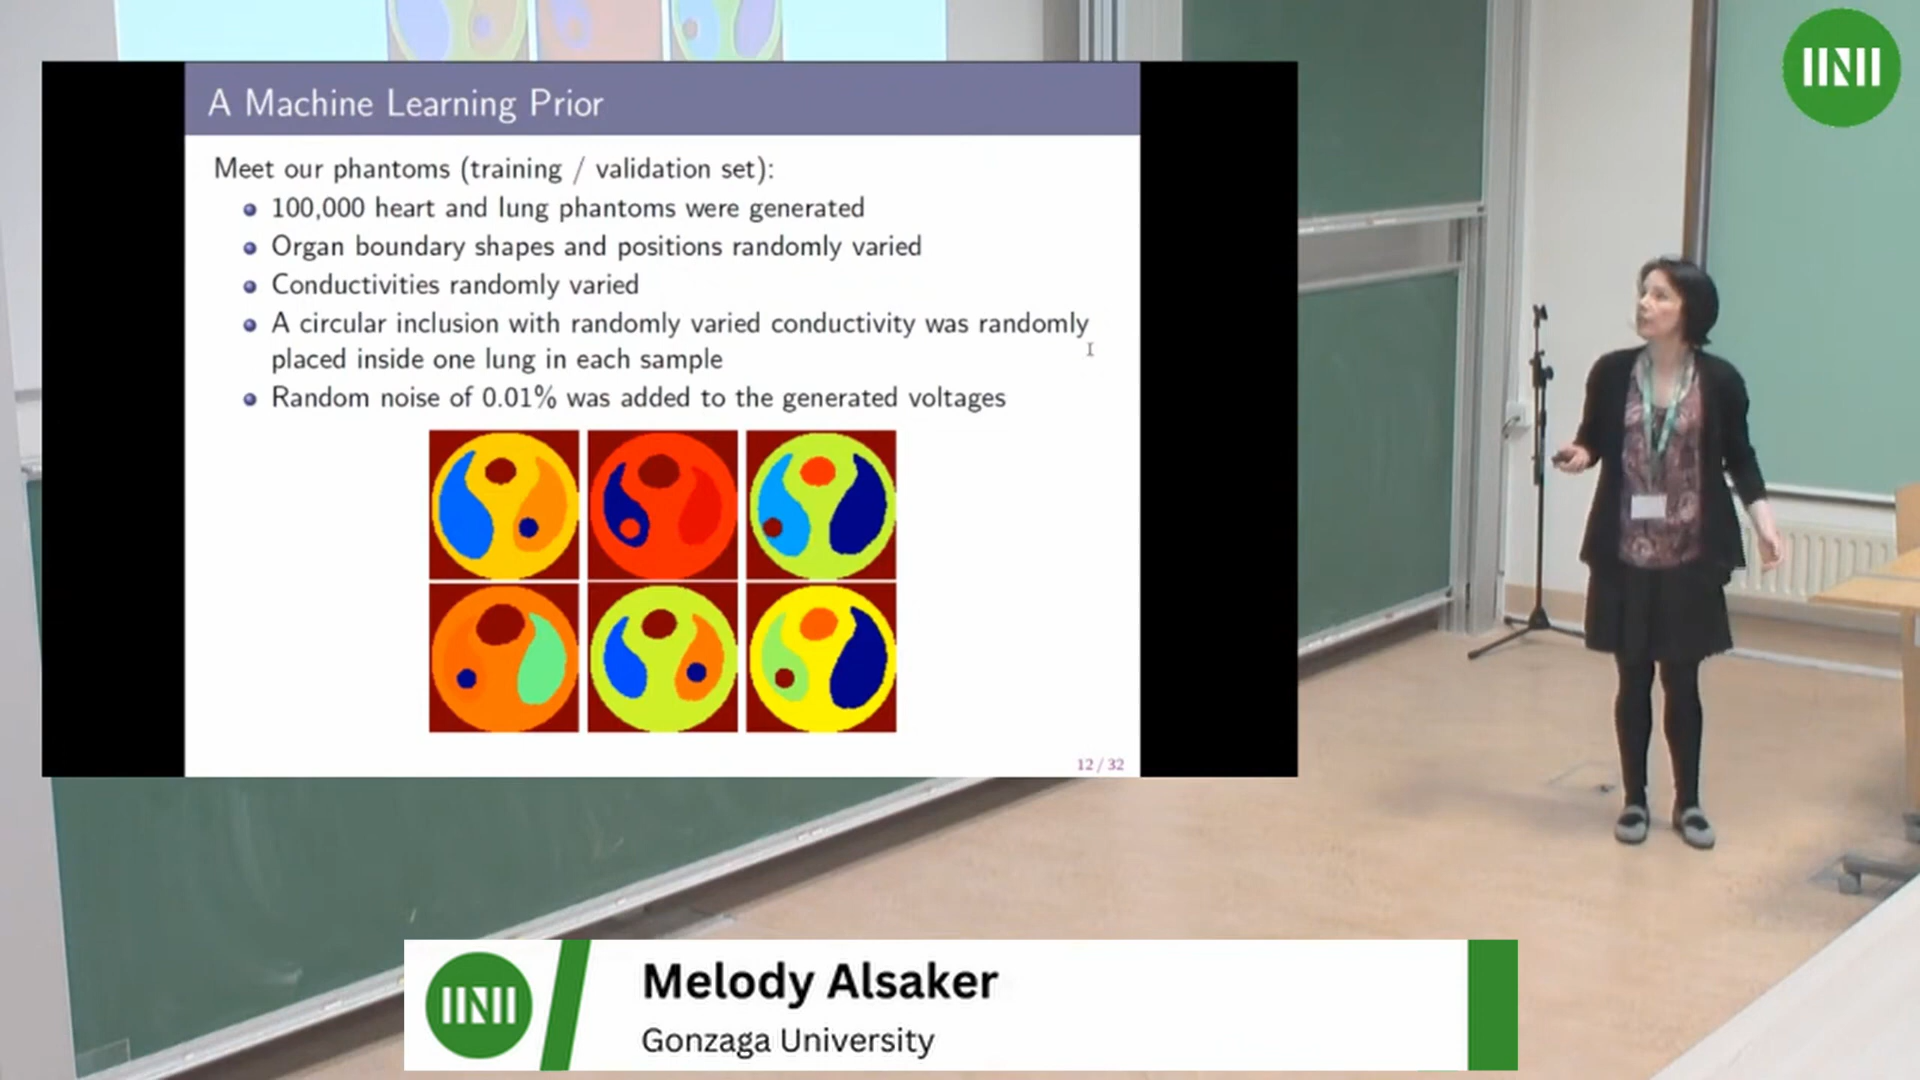 A Machine Learning Prior
Meet our phantoms (training / validation set):
100,000 heart and lung phantoms were generated
Organ boundary shapes and positions randomly varied
Conductivities randomly varied
A circular inclusion with randomly varied conductivity was randomly
placed inside one lung in each sample
Random noise of 0.01% was added to the generated voltages
12 / 32
Melody Alsaker
Gonzaga University